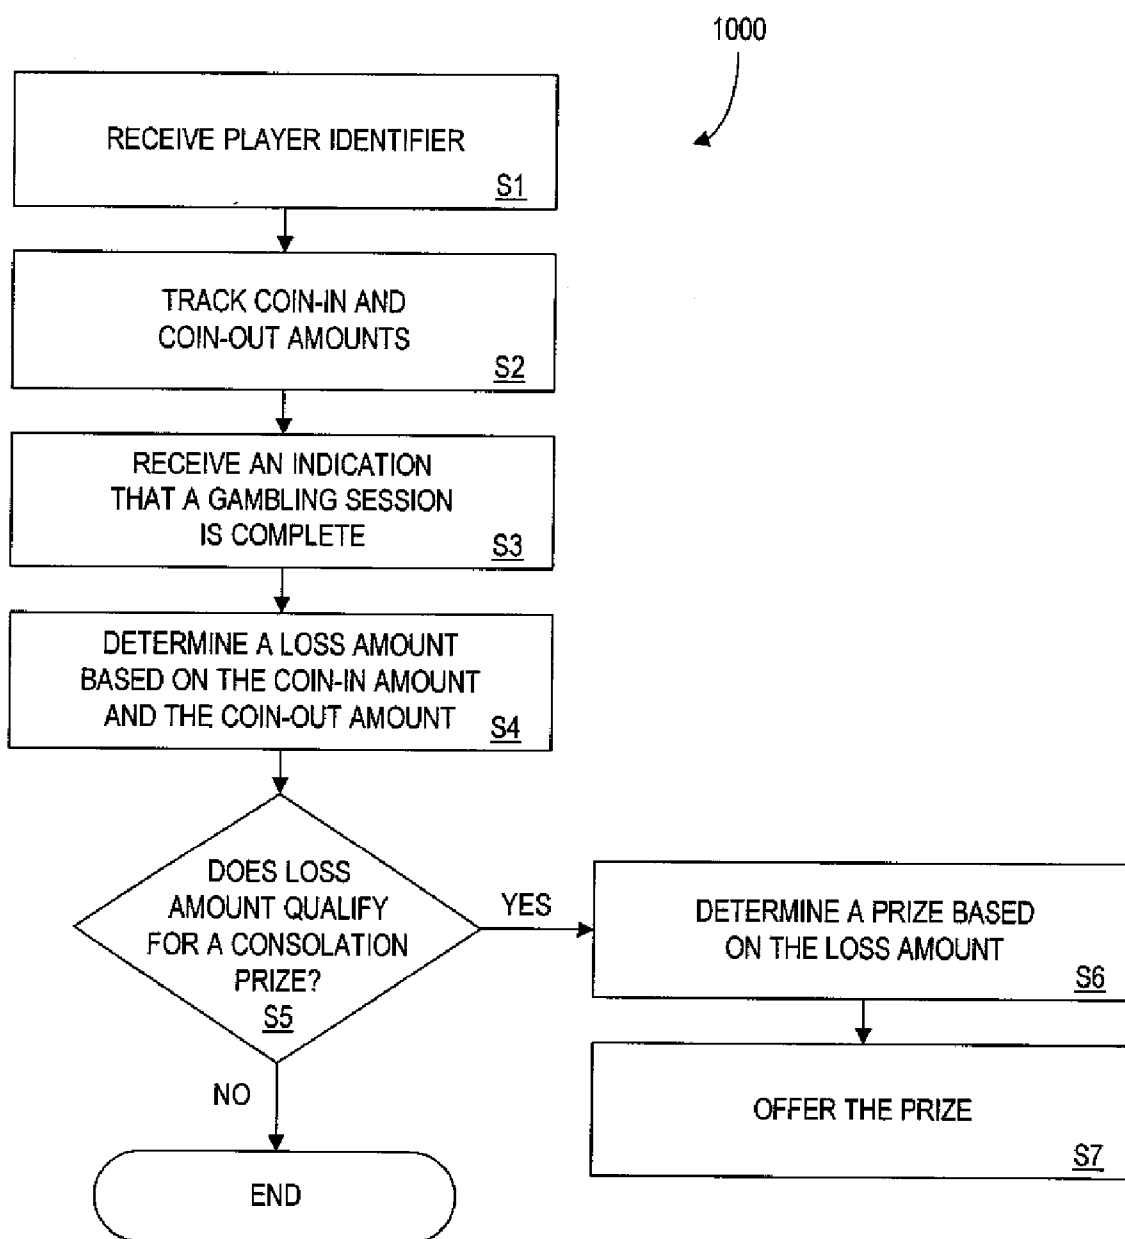 1000
RECEIVE PLAYER IDENTIFIER
S1
TRACK COIN-IN AND
COIN-OUT AMOUNTS
S2
RECEIVE AN INDICATION
THAT A GAMBLING SESSION
IS COMPLETE
S3
DETERMINE A LOSS AMOUNT
BASED ON THE COIN-IN AMOUNT
AND THE COIN-OUT AMOUNT
S4
DOES LOSS
AMOUNT QUALIFY
FOR A CONSOLATION
PRIZE?
S5
YES
DETERMINE A PRIZE BASED
ON THE LOSS AMOUNT
S6
OFFER THE PRIZE
S7
NO
END